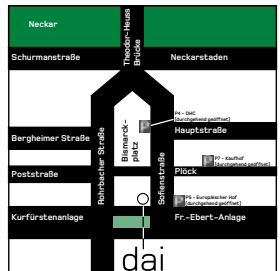 Neckar
Theodor-Heuss
Brücke
Schurmanstraße
Neckarstaden
P4 - DHC
(durchgehend geöffnet)
Bergheimer Straße
Rohrbacher Straße
Bismarck-
platz
Sofienstraße
Hauptstraße
P7 - Kaufhof
(durchgehend geöffnet)
Poststraße
Plöck
P5 - Europäischer Hof
(durchgehend geöffnet)
Kurfürstenanlage
Fr.-Ebert-Anlage
dai